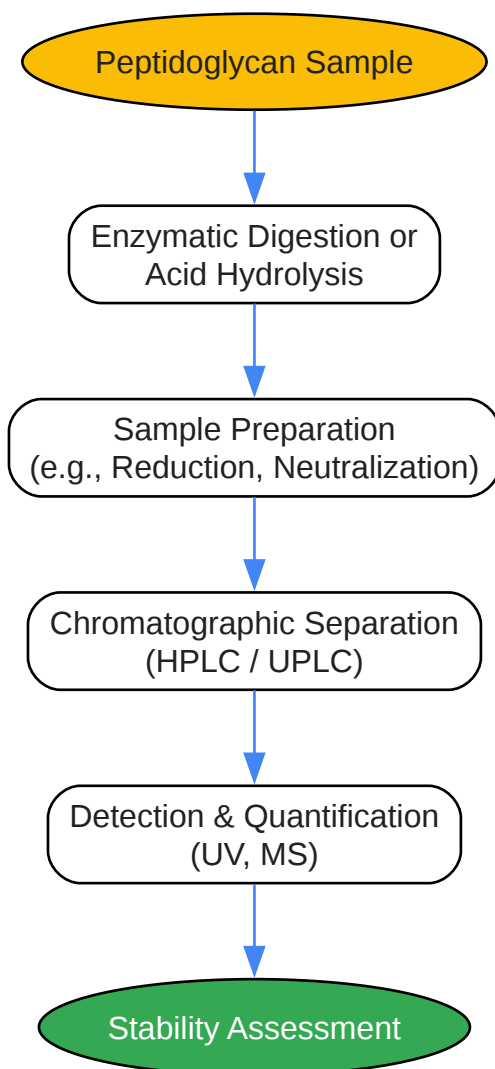 Peptidoglycan Sample
Enzymatic Digestion or
Acid Hydrolysis
Sample Preparation
(e.g., Reduction, Neutralization)
Chromatographic Separation
(HPLC / UPLC)
Detection & Quantification
(UV, MS)
Stability Assessment